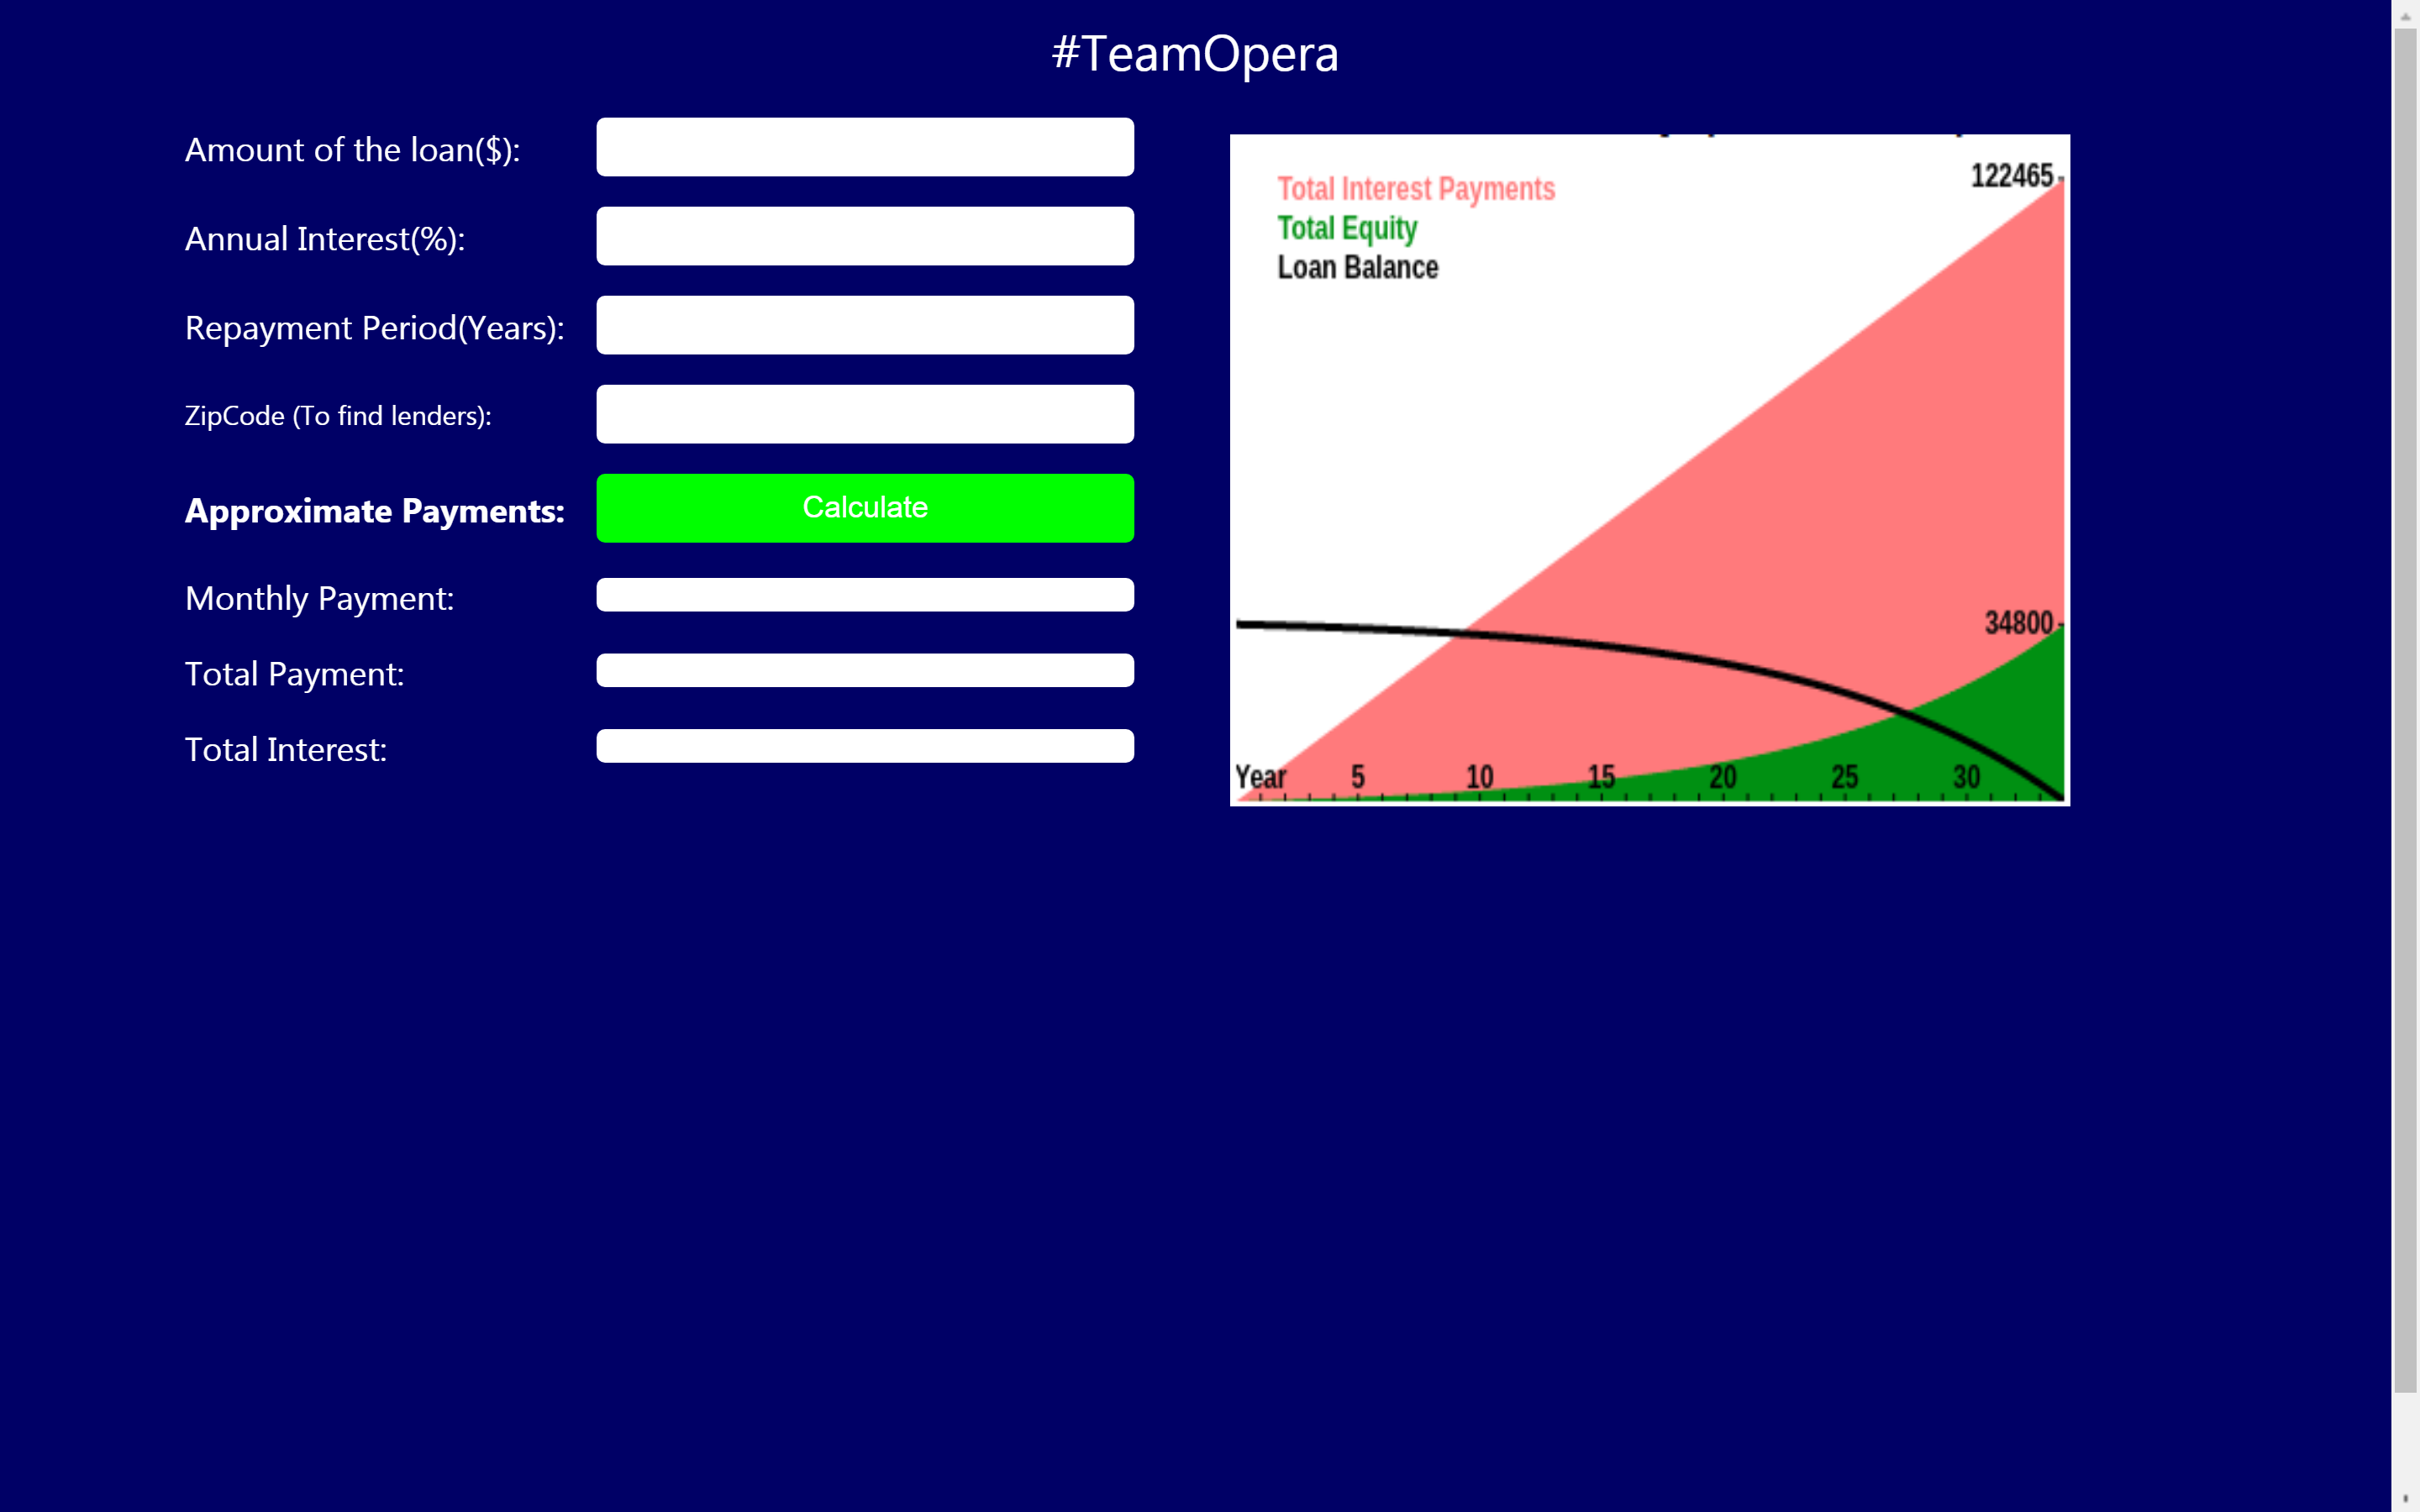 #TeamOpera
Amount of the loan($):
Annual Interest(%):
Repayment Period(Years):
ZipCode (To find lenders):
Approximate Payments:
Calculate
Monthly Payment:
Total Payment:
Total Interest:
Total Interest Payments
Total Equity
Loan Balance
122465
34800
Year 5 10 15 20 25 30